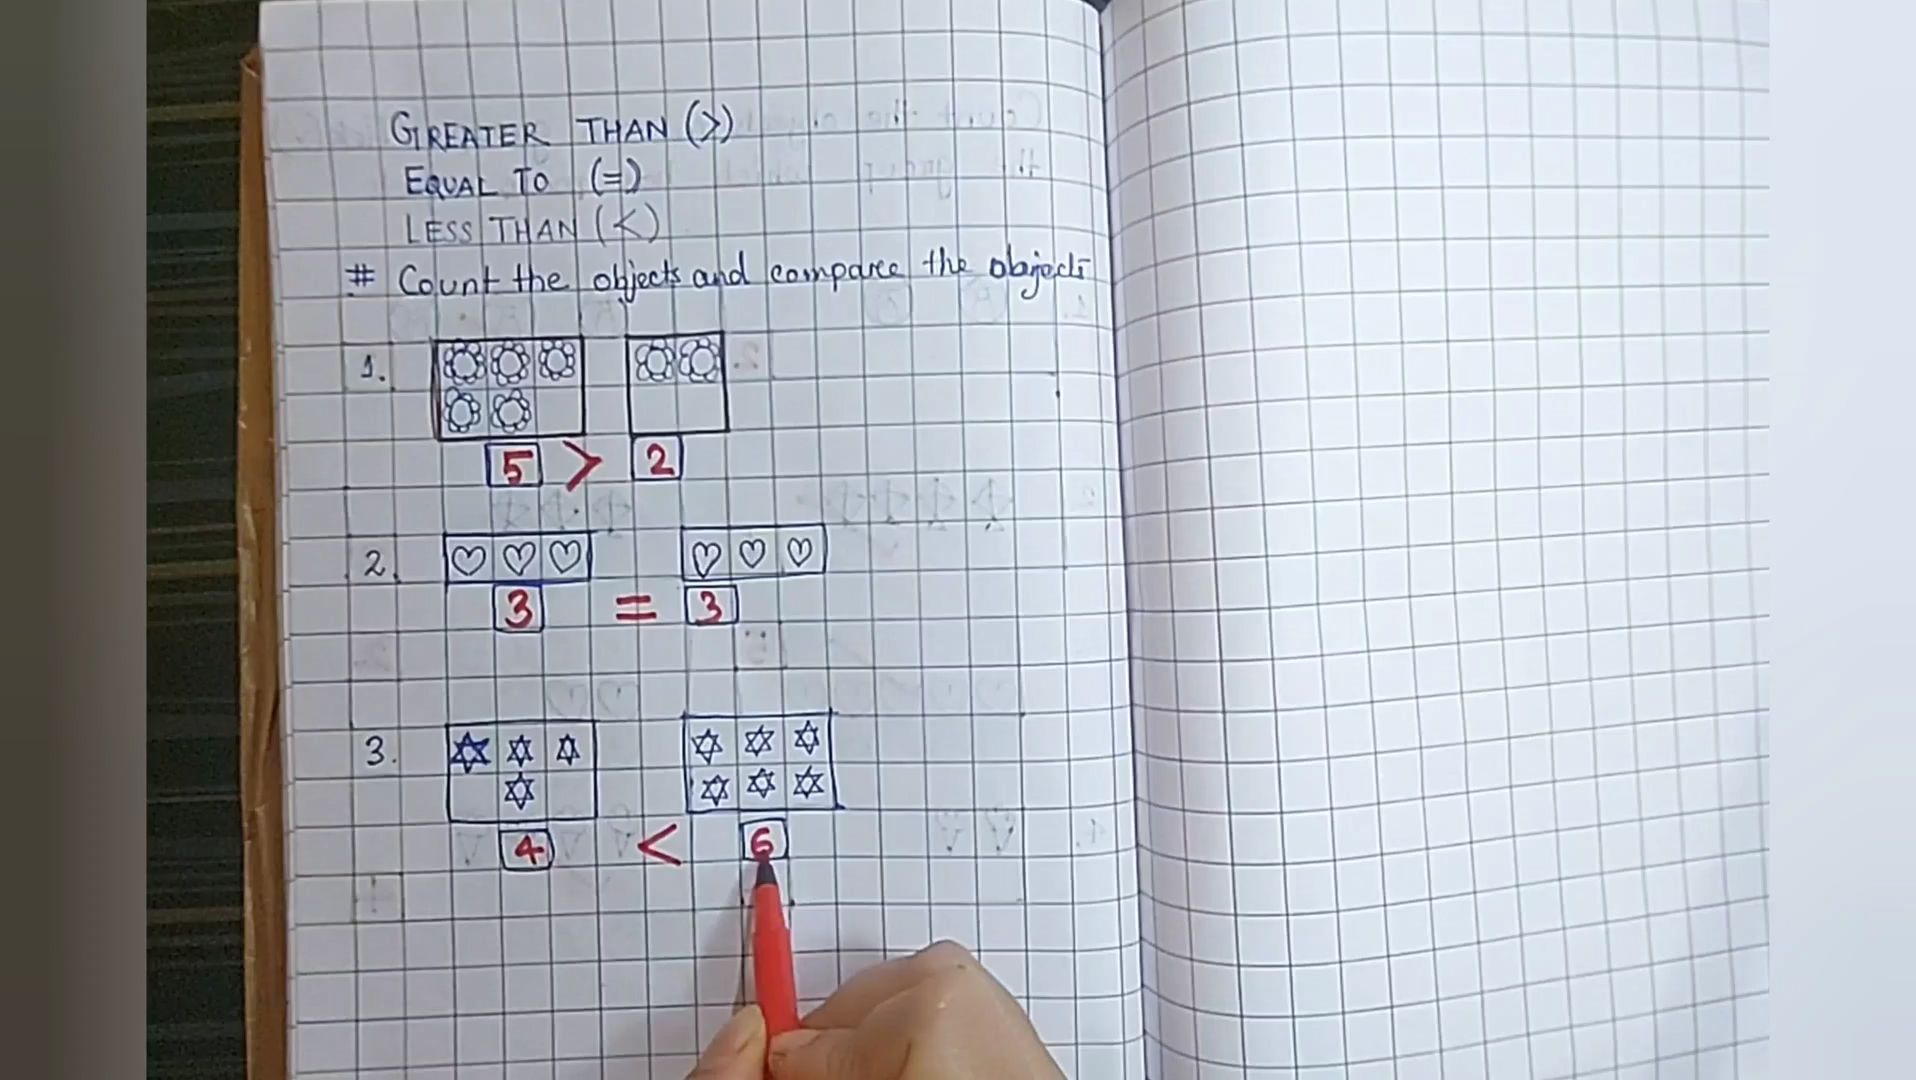 GREATER THAN (>)
EQUAL TO (=)
LESS THAN (<)
# Count the objects and compare the objects
1.
5 > 2
2.
3 = 3
3.
4 < 6